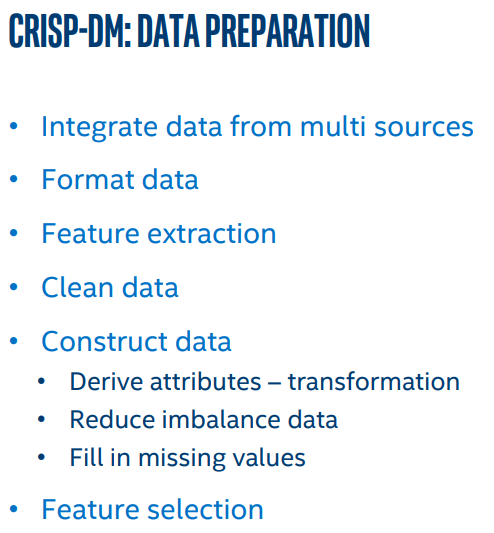 CRISP-DM: DATA PREPARATION
• Integrate data from multi sources
• Format data
• Feature extraction
• Clean data
• Construct data
• Derive attributes – transformation
• Reduce imbalance data
• Fill in missing values
• Feature selection